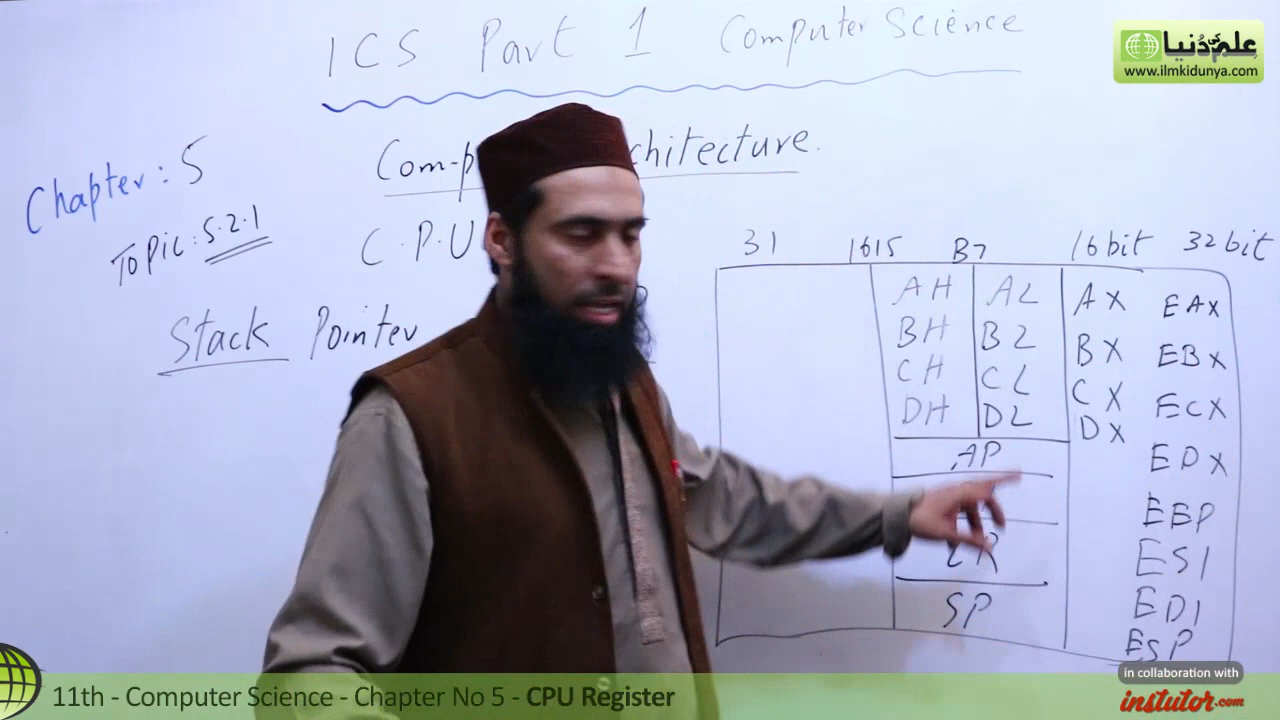 ICS Part 1 Computer Science
علم کی دنیا
www.ilmkidunya.com
Chapter: 5
Topic: 5.2.1
Com-p chitecture.
C.P.U
Stack Pointer
31 1615 B7 16 bit 32 bit
AH AL AX EAX
BH BL BX EBX
CH CL CX ECX
DH DL DX EDX
AP
EBP
ESI
SP EDI
ESP
11th - Computer Science - Chapter No 5 - CPU Register
in collaboration with
instutor.com